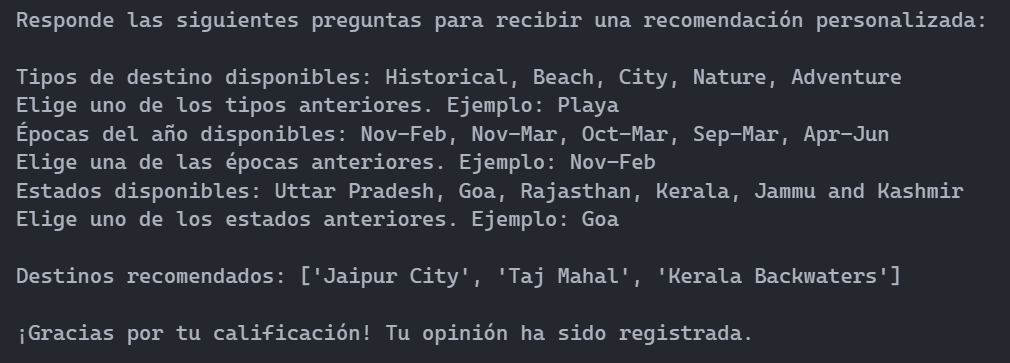 Responde las siguientes preguntas para recibir una recomendación personalizada:
Tipos de destino disponibles: Historical, Beach, City, Nature, Adventure
Elige uno de los tipos anteriores. Ejemplo: Playa
Épocas del año disponibles: Nov-Feb, Nov-Mar, Oct-Mar, Sep-Mar, Apr-Jun
Elige una de las épocas anteriores. Ejemplo: Nov-Feb
Estados disponibles: Uttar Pradesh, Goa, Rajasthan, Kerala, Jammu and Kashmir
Elige uno de los estados anteriores. Ejemplo: Goa
Destinos recomendados: ['Jaipur City', 'Taj Mahal', 'Kerala Backwaters']
¡Gracias por tu calificación! Tu opinión ha sido registrada.